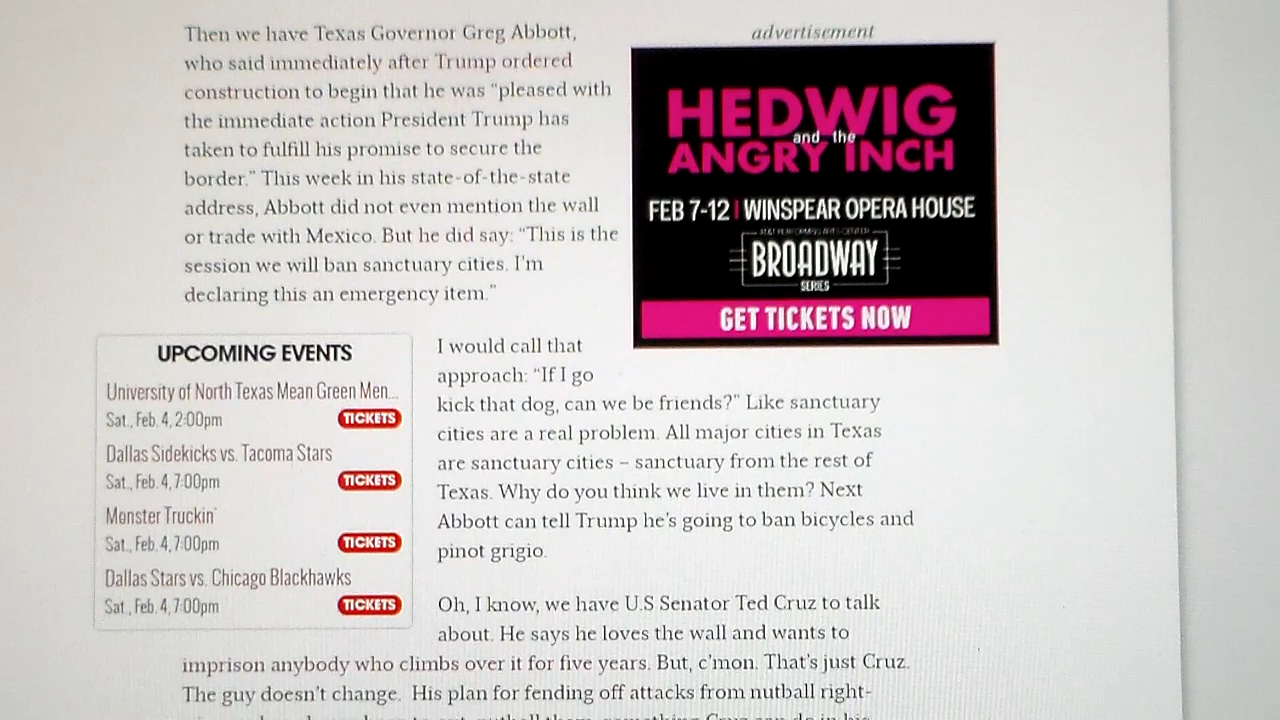 Then we have Texas Governor Greg Abbott,
who said immediately after Trump ordered
construction to begin that he was “pleased with
the immediate action President Trump has
taken to fulfill his promise to secure the
border.” This week in his state-of-the-state
address, Abbott did not even mention the wall
or trade with Mexico. But he did say: “This is the
session we will ban sanctuary cities. I’m
declaring this an emergency item.”
advertisement
HEDWIG
and the
ANGRY INCH
FEB 7-12 | WINSPEAR OPERA HOUSE
AT&T PERFORMING ARTS CENTER
BROADWAY
SERIES
GET TICKETS NOW
UPCOMING EVENTS
University of North Texas Mean Green Men...
Sat., Feb. 4, 2:00pm TICKETS
Dallas Sidekicks vs. Tacoma Stars
Sat., Feb. 4, 7:00pm TICKETS
Monster Truckin'
Sat., Feb. 4, 7:00pm TICKETS
Dallas Stars vs. Chicago Blackhawks
Sat., Feb. 4, 7:00pm TICKETS
I would call that
approach: “If I go
kick that dog, can we be friends?” Like sanctuary
cities are a real problem. All major cities in Texas
are sanctuary cities – sanctuary from the rest of
Texas. Why do you think we live in them? Next
Abbott can tell Trump he’s going to ban bicycles and
pinot grigio.
Oh, I know, we have U.S Senator Ted Cruz to talk
about. He says he loves the wall and wants to
imprison anybody who climbs over it for five years. But, c’mon. That’s just Cruz.
The guy doesn’t change. His plan for fending off attacks from nutball right-